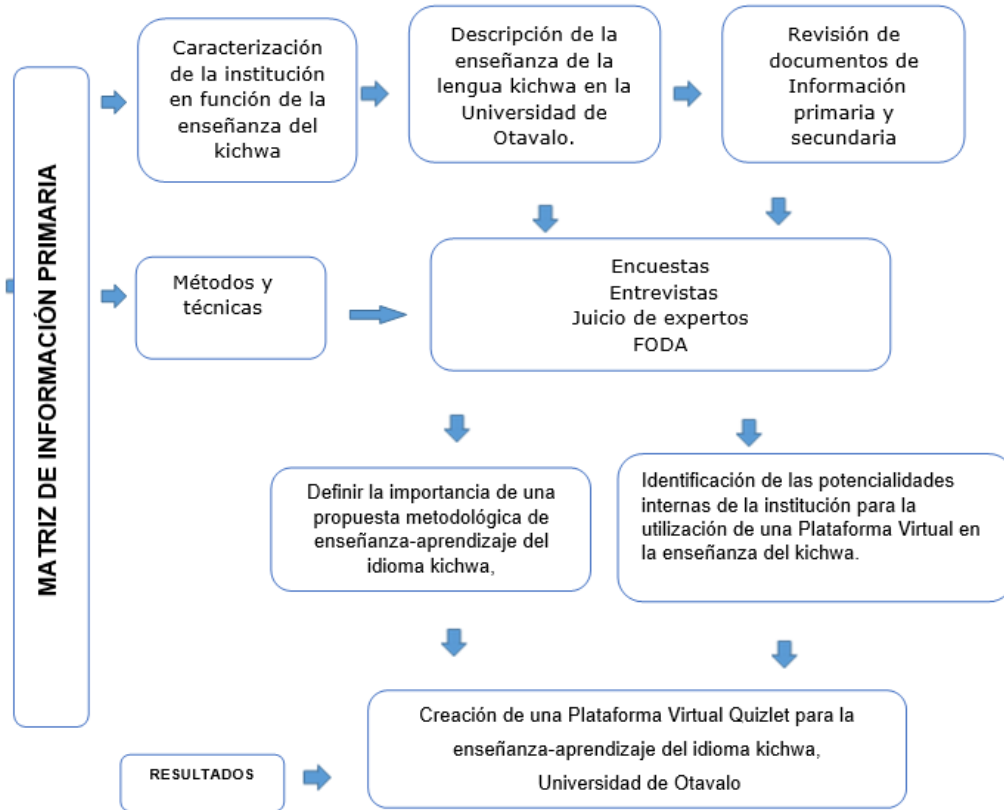 MATRIZ DE INFORMACIÓN PRIMARIA
Caracterización
de la institución
en función de la
enseñanza del
kichwa
Descripción de la
enseñanza de la
lengua kichwa en la
Universidad de
Otavalo.
Revisión de
documentos de
Información
primaria y
secundaria
Métodos y
técnicas
Encuestas
Entrevistas
Juicio de expertos
FODA
Definir la importancia de una
propuesta metodológica de
enseñanza-aprendizaje del
idioma kichwa,
Identificación de las potencialidades
internas de la institución para la
utilización de una Plataforma Virtual en
la enseñanza del kichwa.
RESULTADOS
Creación de una Plataforma Virtual Quizlet para la
enseñanza-aprendizaje del idioma kichwa,
Universidad de Otavalo